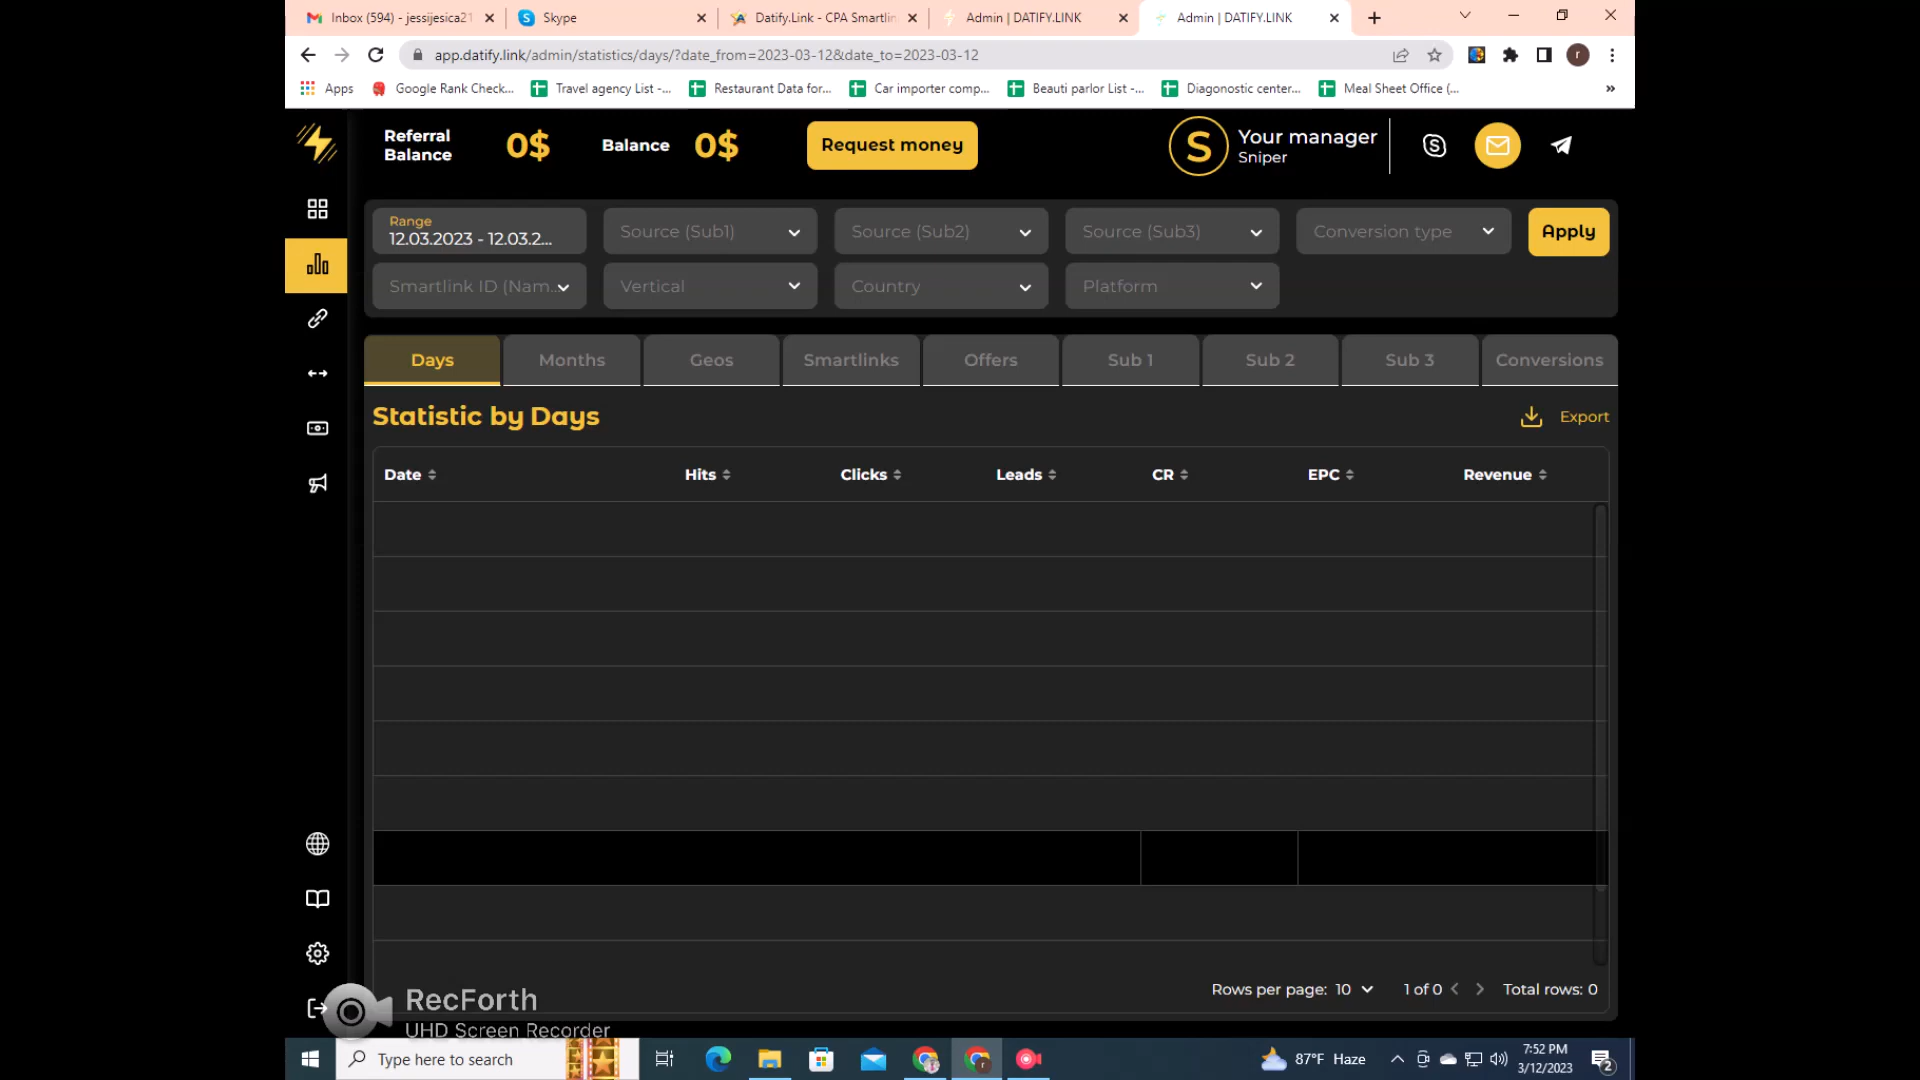 Inbox (594) - jessijesica21
Skype
Datify.Link - CPA Smartlin
Admin | DATIFY.LINK
Admin | DATIFY.LINK
app.datify.link/admin/statistics/days/?date_from=2023-03-12&date_to=2023-03-12
Apps
Google Rank Check...
Travel agency List -...
Restaurant Data for...
Car importer comp...
Beauti parlor List -...
Diagonostic center...
Meal Sheet Office (...
Referral
Balance
0$
Balance
0$
Request money
S
Your manager
Sniper
Range
12.03.2023 - 12.03.2...
Source (Sub1)
Source (Sub2)
Source (Sub3)
Conversion type
Apply
Smartlink ID (Nam...
Vertical
Country
Platform
Days
Months
Geos
Smartlinks
Offers
Sub 1
Sub 2
Sub 3
Conversions
Statistic by Days
Export
Date
Hits
Clicks
Leads
CR
EPC
Revenue
Rows per page: 10
1 of 0
Total rows: 0
RecForth
UHD Screen Recorder
Type here to search
87°F Haze
7:52 PM
3/12/2023
2